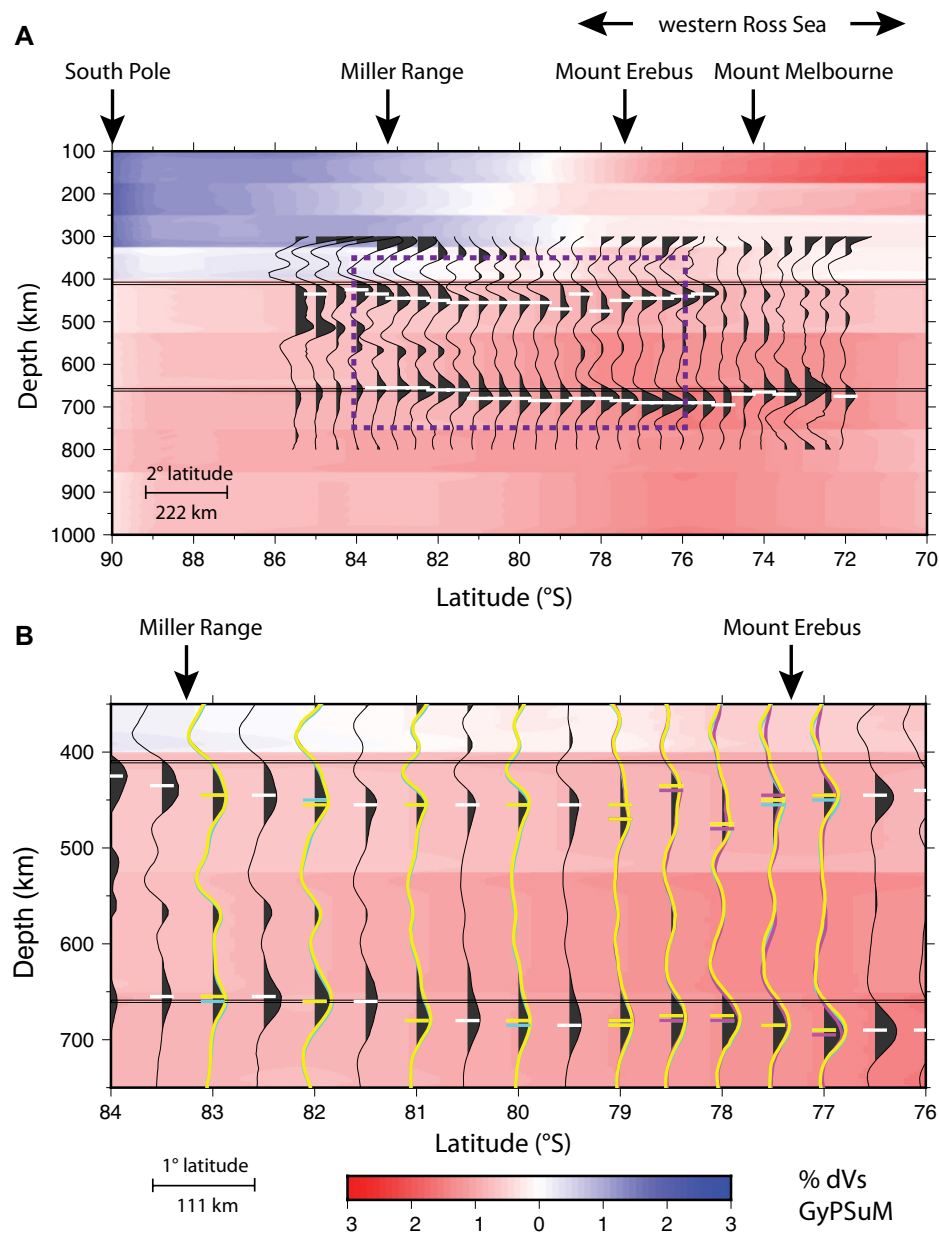 western Ross Sea
A
South Pole Miller Range Mount Erebus Mount Melbourne
100
200
300
400
500
600
700
800
900
1000
Depth (km)
2° latitude
222 km
90 88 86 84 82 80 78 76 74 72 70
Latitude (°S)
B
Miller Range Mount Erebus
400
500
600
700
Depth (km)
84 83 82 81 80 79 78 77 76
Latitude (°S)
1° latitude
111 km
3 2 1 0 1 2 3
% dVs
GyPSuM